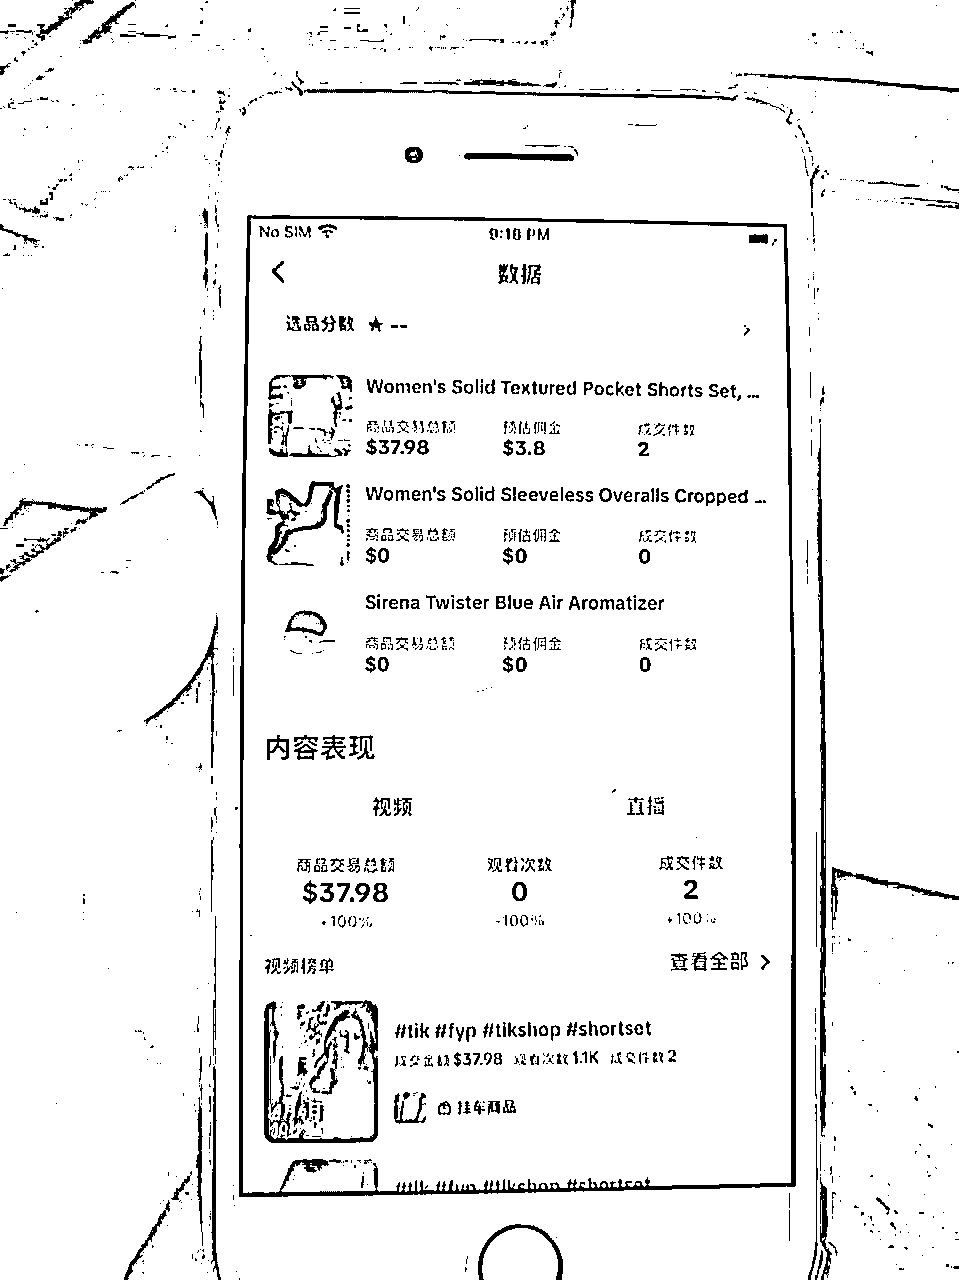 No SIM 9:18 PM
数据
选品分数 ★ --
Women's Solid Textured Pocket Shorts Set, ...
商品交易总额 预估佣金 成交件数
$37.98 $3.8 2
Women's Solid Sleeveless Overalls Cropped ...
商品交易总额 预估佣金 成交件数
$0 $0 0
Sirena Twister Blue Air Aromatizer
商品交易总额 预估佣金 成交件数
$0 $0 0
内容表现
视频 直播
商品交易总额 观看次数 成交件数
$37.98 0 2
+100% -100% +100%
视频榜单 查看全部
#tik #fyp #tikshop #shortset
成交金额$37.98 观看次数1.1K 成交件数2
挂车商品
#tik #fyp #tikshop #shortset